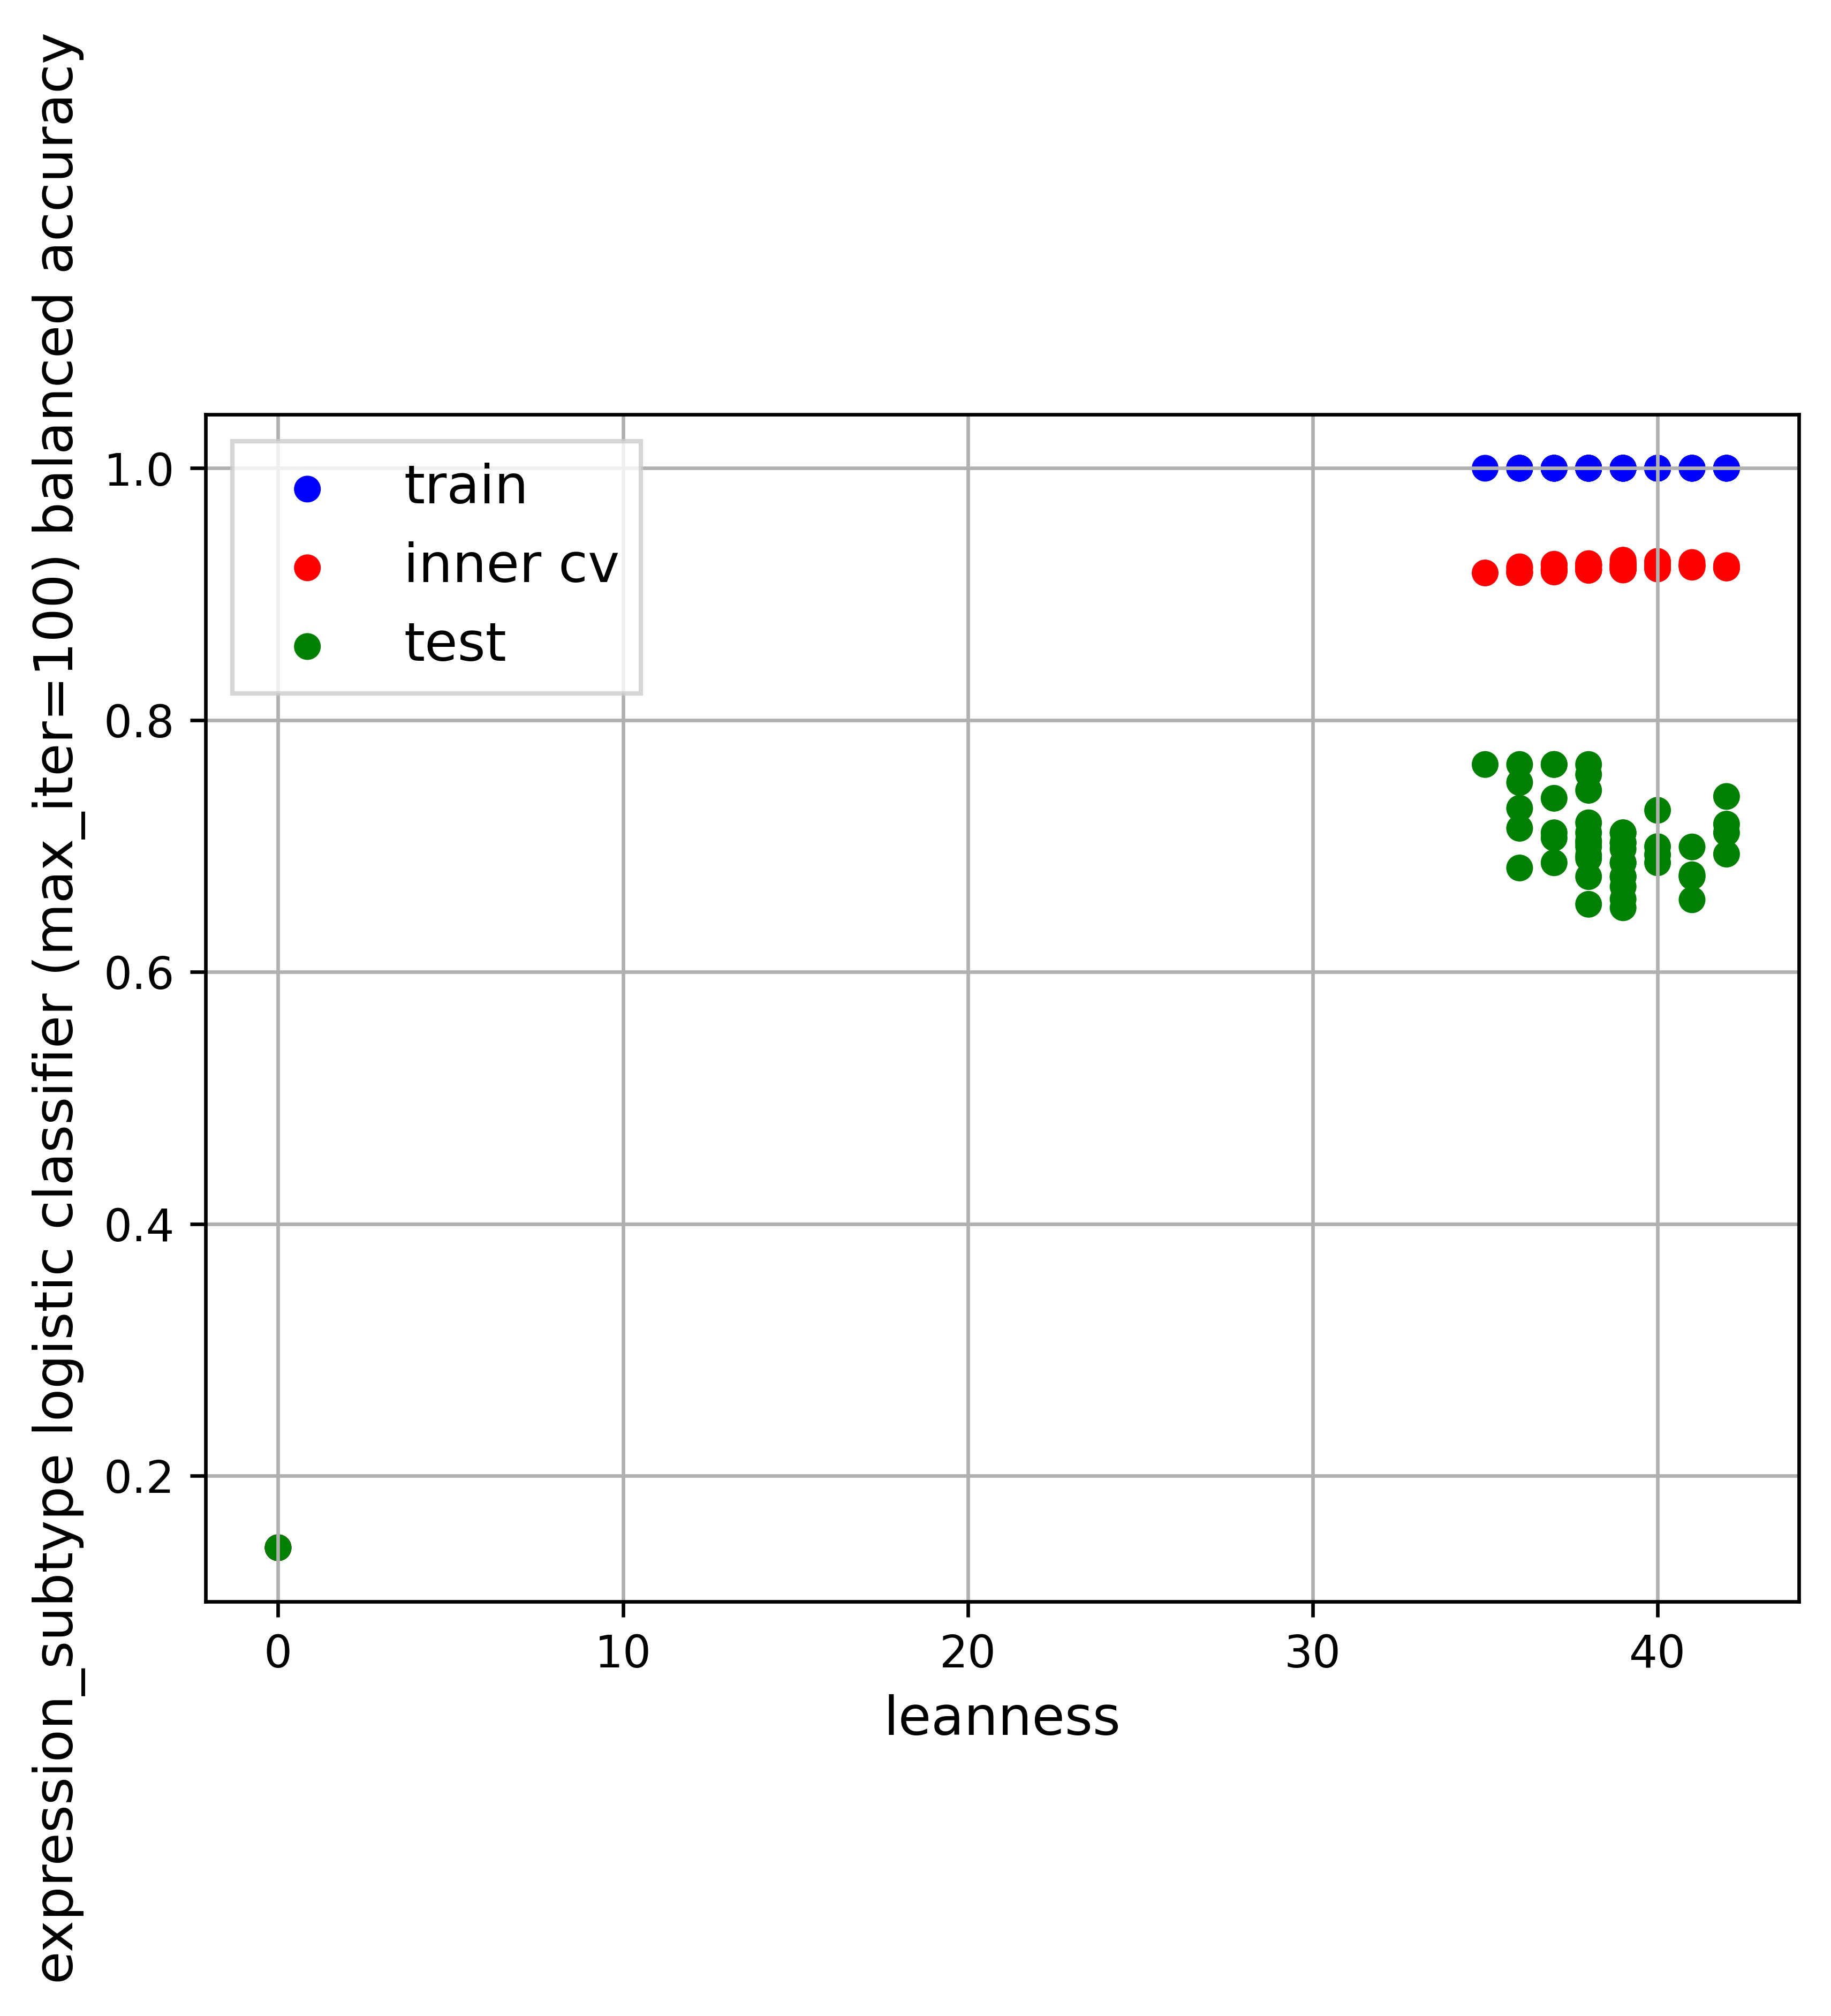 expression_subtype logistic classifier (max_iter=100) balanced accuracy
1.0
0.8
0.6
0.4
0.2
train
inner cv
test
0 10 20 30 40
leanness